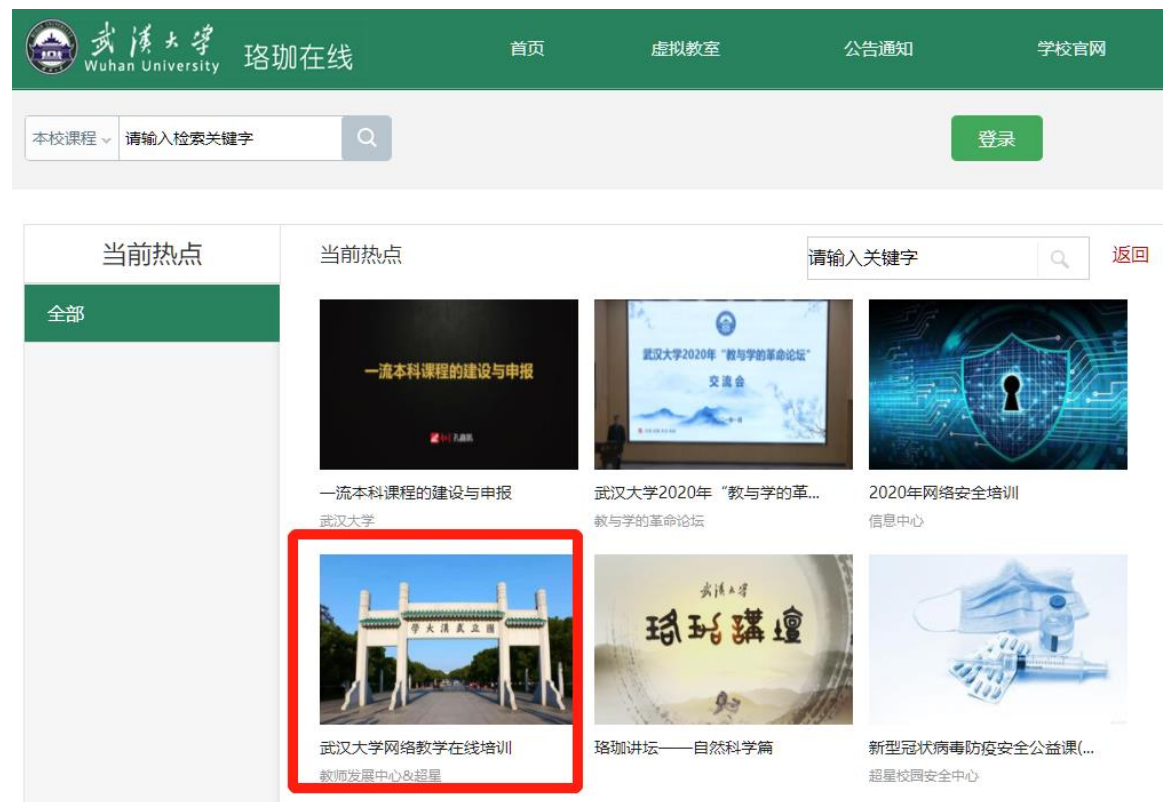 武漢大学
Wuhan University
珞珈在线
首页
虚拟教室
公告通知
学校官网
本校课程
请输入检索关键字
登录
当前热点
当前热点
请输入关键字
返回
全部
一流本科课程的建设与申报
武汉大学2020年“教与学的革命论坛”
交流会
一流本科课程的建设与申报
武汉大学2020年“教与学的革...
2020年网络安全培训
武汉大学
教与学的革命论坛
信息中心
學大漢武立國
武漢大学
珞珈講壇
武汉大学网络教学在线培训
珞珈讲坛——自然科学篇
新型冠状病毒防疫安全公益课(...
教师发展中心&超星
超星校园安全中心